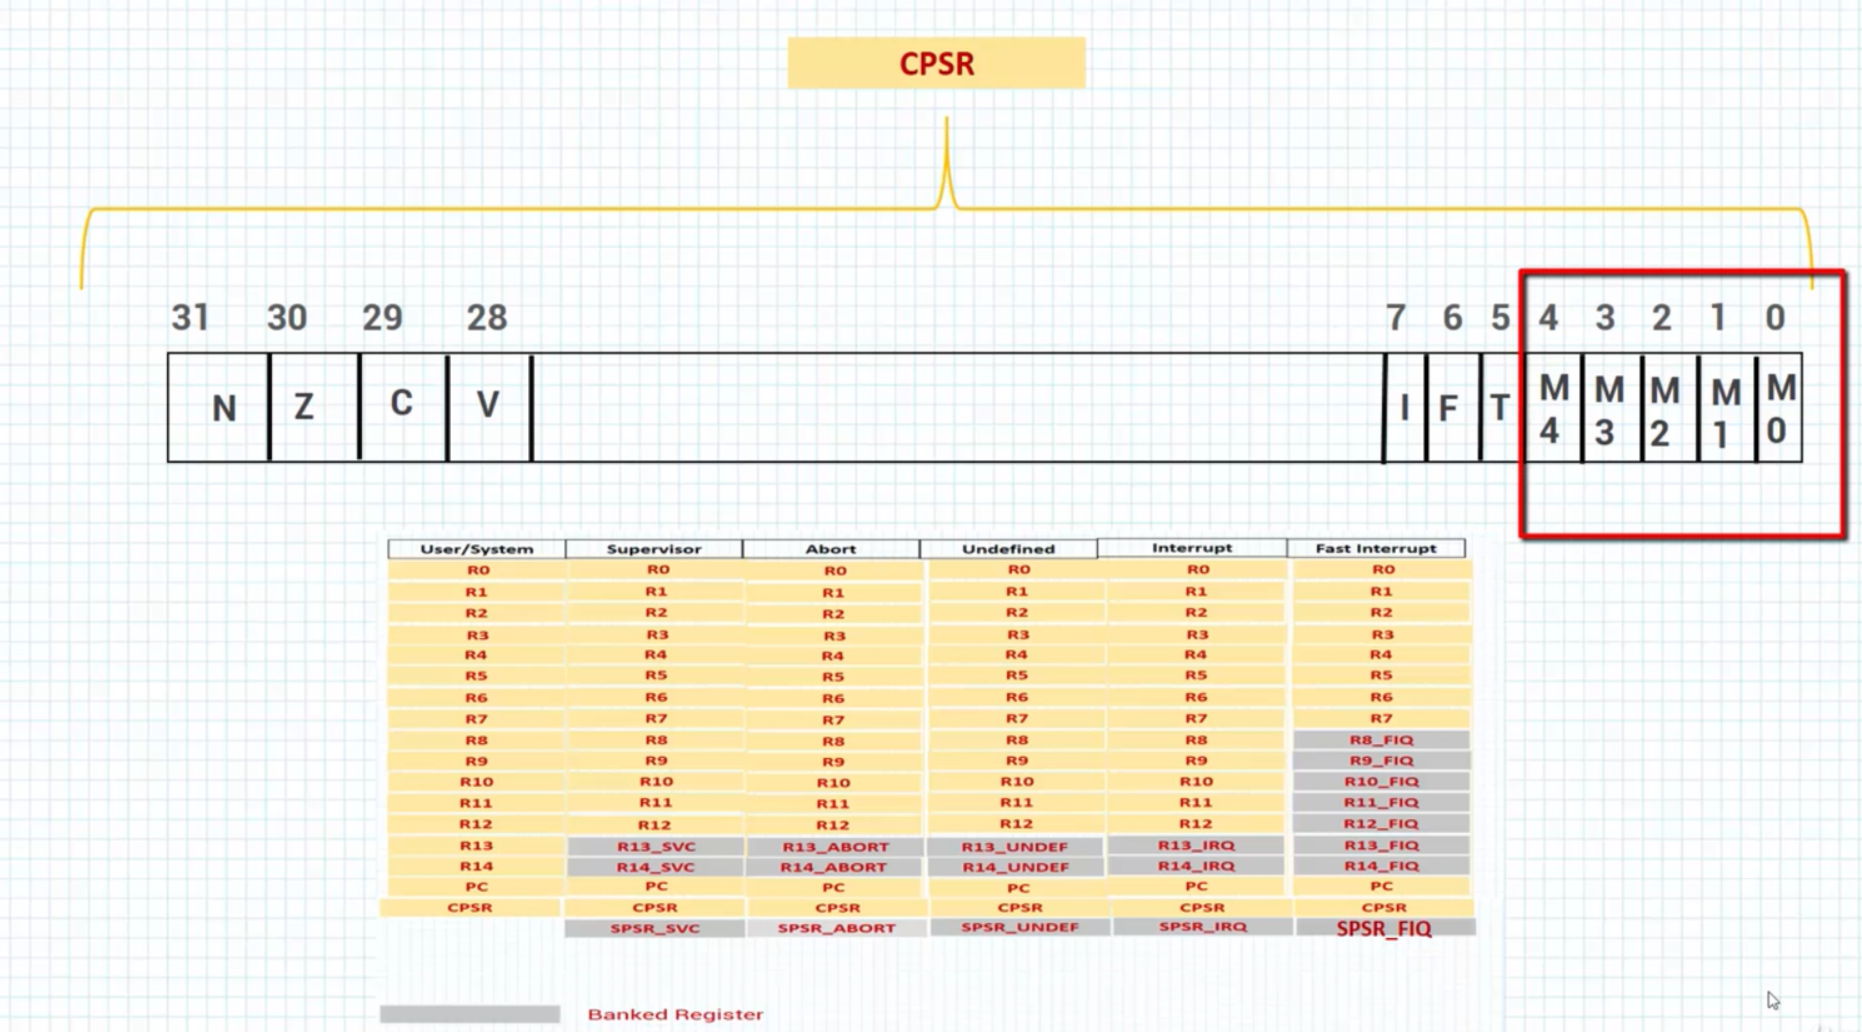 CPSR
31 30 29 28 7 6 5 4 3 2 1 0
N Z C V I F T M4 M3 M2 M1 M0
User/System Supervisor Abort Undefined Interrupt Fast Interrupt
R0 R0 R0 R0 R0 R0
R1 R1 R1 R1 R1 R1
R2 R2 R2 R2 R2 R2
R3 R3 R3 R3 R3 R3
R4 R4 R4 R4 R4 R4
R5 R5 R5 R5 R5 R5
R6 R6 R6 R6 R6 R6
R7 R7 R7 R7 R7 R7
R8 R8 R8 R8 R8 R8_FIQ
R9 R9 R9 R9 R9 R9_FIQ
R10 R10 R10 R10 R10 R10_FIQ
R11 R11 R11 R11 R11 R11_FIQ
R12 R12 R12 R12 R12 R12_FIQ
R13 R13_SVC R13_ABORT R13_UNDEF R13_IRQ R13_FIQ
R14 R14_SVC R14_ABORT R14_UNDEF R14_IRQ R14_FIQ
PC PC PC PC PC PC
CPSR CPSR CPSR CPSR CPSR CPSR
SPSR_SVC SPSR_ABORT SPSR_UNDEF SPSR_IRQ SPSR_FIQ
Banked Register